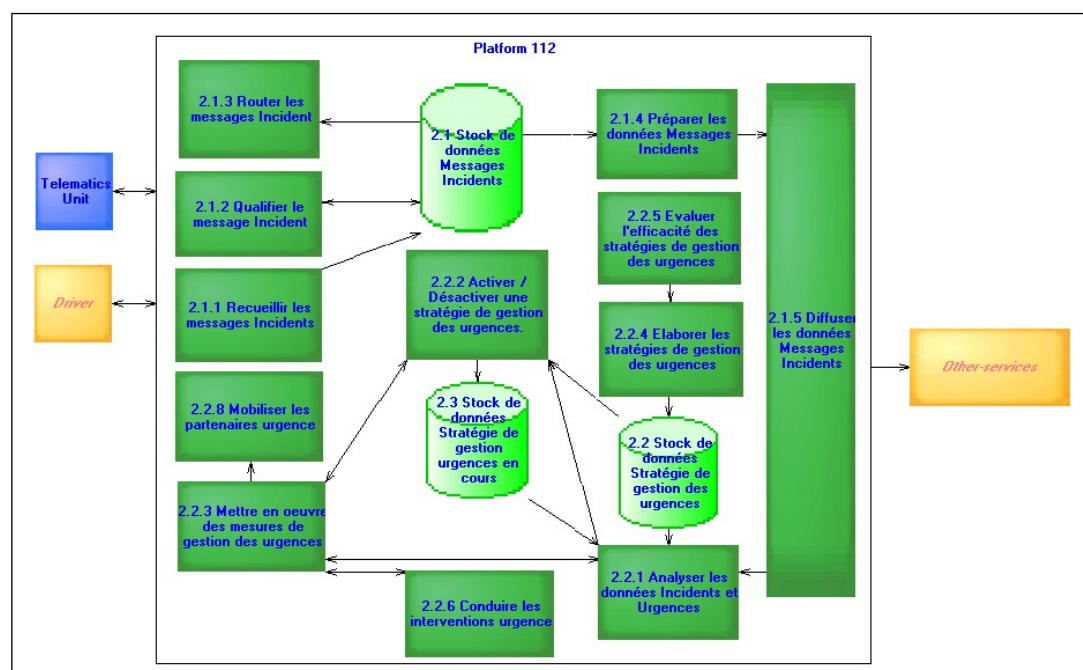 Platform 112
2.1.3 Router les
messages Incident
2.1 Stock de
données
Messages
Incidents
2.1.4 Préparer les
données Messages
Incidents
Telematics
Unit
2.1.2 Qualifier le
message Incident
2.2.5 Evaluer
l'efficacité des
stratégies de gestion
des urgences
Driver
2.1.1 Recueillir les
messages Incidents
2.2.2 Activer /
Désactiver une
stratégie de gestion
des urgences.
2.2.4 Elaborer les
stratégies de gestion
des urgences
2.1.5 Diffuser
les données
Messages
Incidents
Other-services
2.2.8 Mobiliser les
partenaires urgence
2.3 Stock de
données
Stratégie de
gestion
urgences en
cours
2.2 Stock de
données
Stratégie de
gestion des
urgences
2.2.3 Mettre en oeuvre
des mesures de
gestion des urgences
2.2.6 Conduire les
interventions urgence
2.2.1 Analyser les
données Incidents et
Urgences